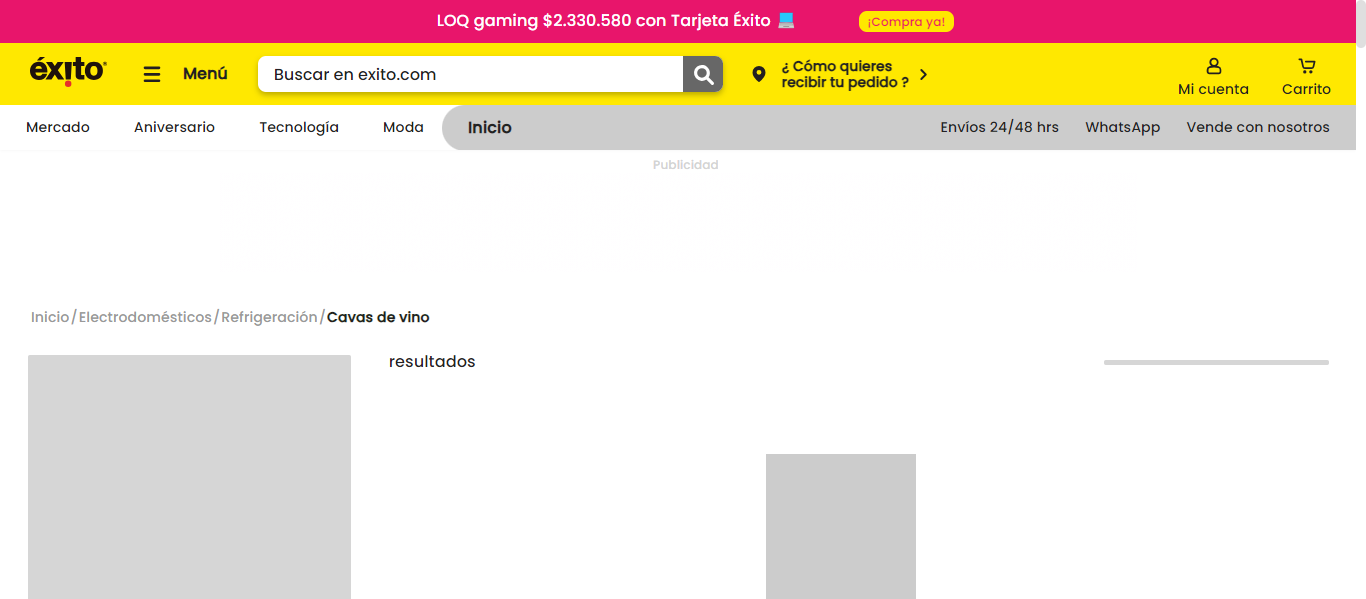 LOQ gaming $2.330.580 con Tarjeta Éxito
¡Compra ya!
éxito
Menú
Buscar en exito.com
¿ Cómo quieres
recibir tu pedido ?
Mi cuenta
Carrito
Mercado
Aniversario
Tecnología
Moda
Inicio
Envíos 24/48 hrs
WhatsApp
Vende con nosotros
Publicidad
Inicio/Electrodomésticos/Refrigeración/Cavas de vino
resultados